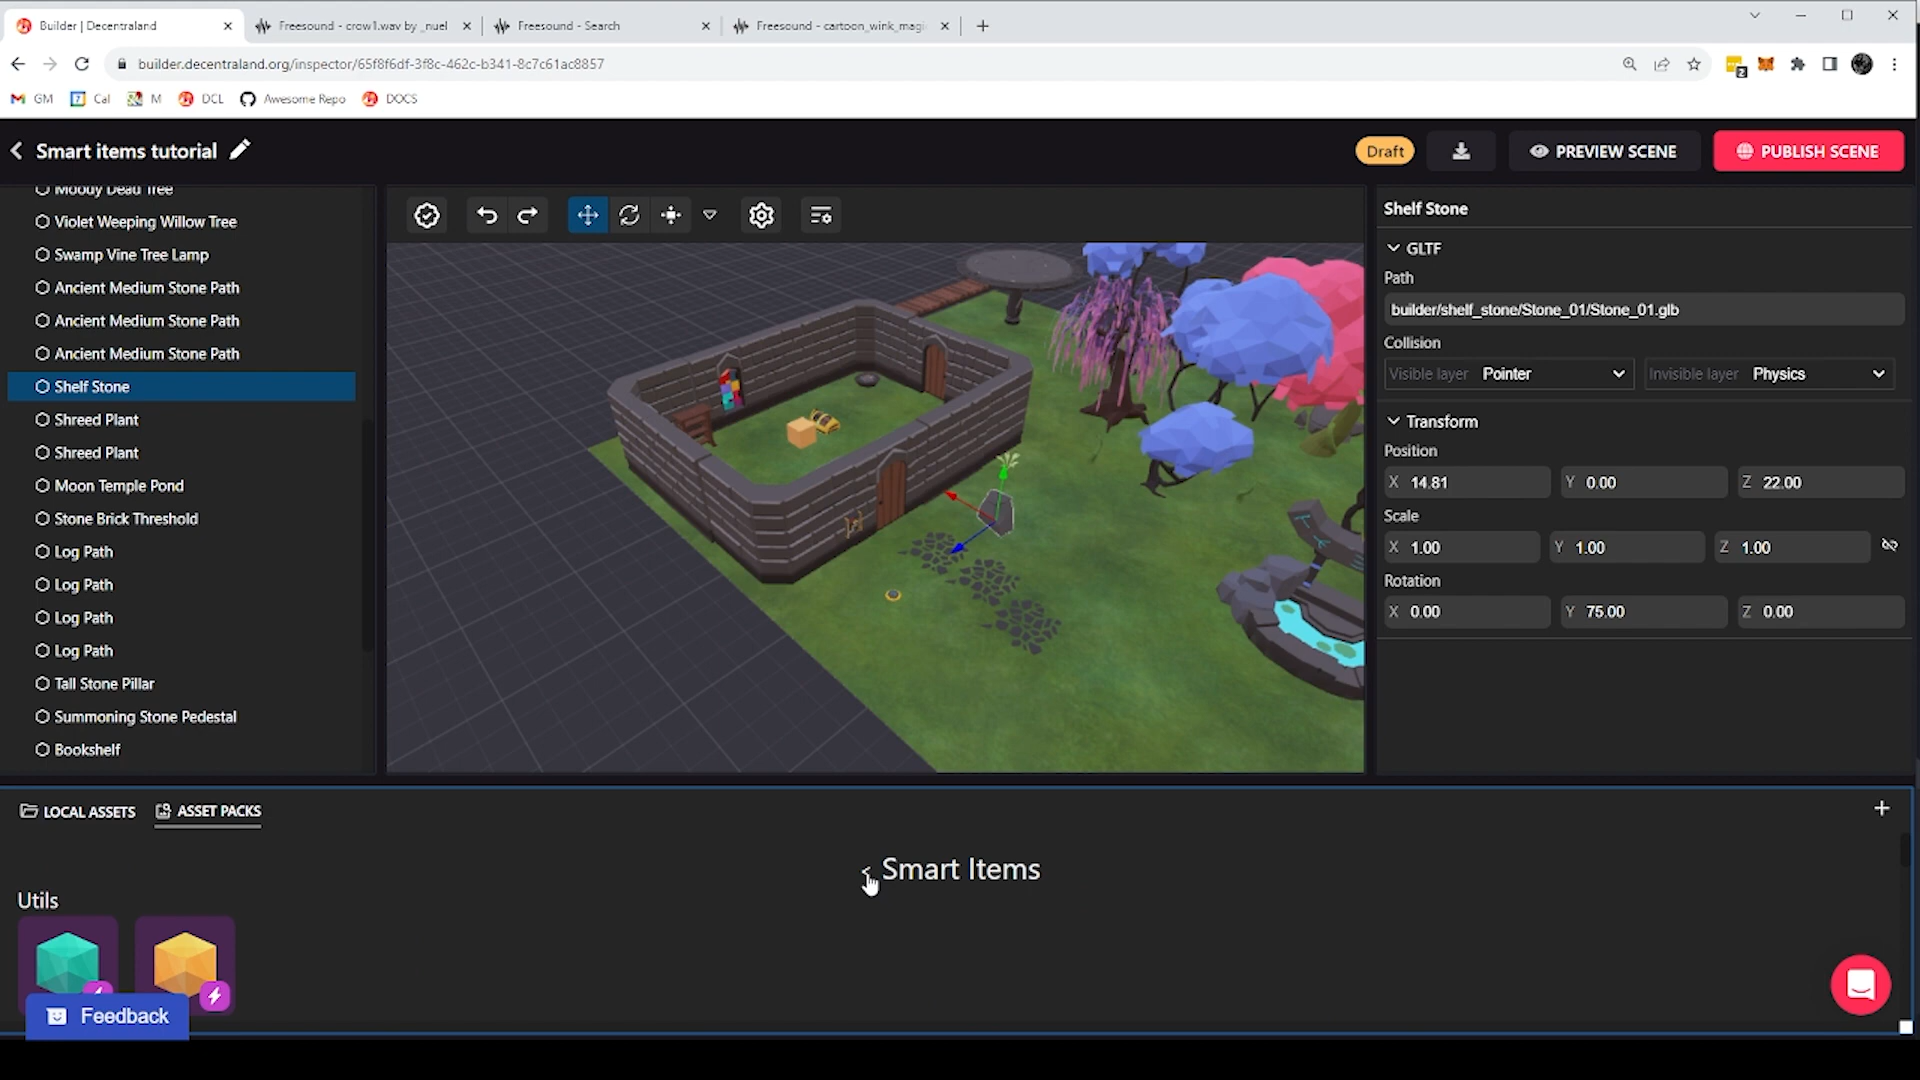 Builder | Decentraland
Freesound - crow1.wav by _nuel
Freesound - Search
Freesound - cartoon_wink_magi
builder.decentraland.org/inspector/65f8f6df-3f8c-462c-b341-8c7c61ac8857
2
GM
7 Cal
M
DCL
Awesome Repo
DOCS
Smart items tutorial
Draft
PREVIEW SCENE
PUBLISH SCENE
Moody Dead Tree
Violet Weeping Willow Tree
Swamp Vine Tree Lamp
Ancient Medium Stone Path
Ancient Medium Stone Path
Ancient Medium Stone Path
Shelf Stone
Shreed Plant
Shreed Plant
Moon Temple Pond
Stone Brick Threshold
Log Path
Log Path
Log Path
Log Path
Tall Stone Pillar
Summoning Stone Pedestal
Bookshelf
Shelf Stone
GLTF
Path
builder/shelf_stone/Stone_01/Stone_01.glb
Collision
Visible layer Pointer Invisible layer Physics
Transform
Position
X 14.81 Y 0.00 Z 22.00
Scale
X 1.00 Y 1.00 Z 1.00
Rotation
X 0.00 Y 75.00 Z 0.00
LOCAL ASSETS ASSET PACKS +
< Smart Items
Utils
Feedback